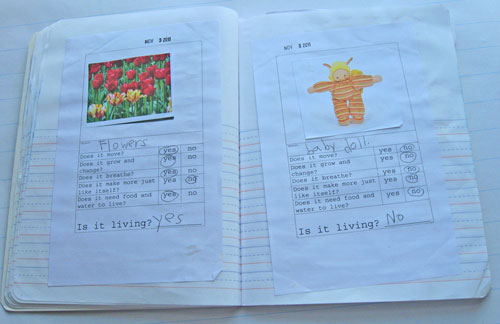 NOV 3 2011
Flowers
Does it move? yes no
Does it grow and change? yes no
Does it breathe? yes no
Does it make more just like itself? yes no
Does it need food and water to live? yes no
Is it living? yes
NOV 2011
baby doll
Does it move? yes no
Does it grow and change? yes no
Does it breathe? yes no
Does it make more just like itself? yes no
Does it need food and water to live? yes no
Is it living? No